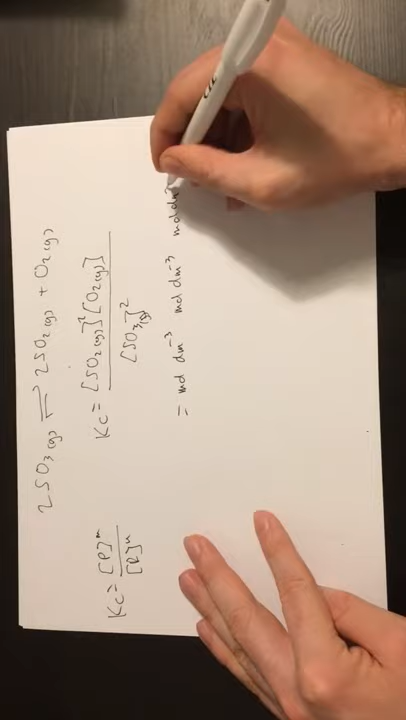 2SO₃(g) ⇌ 2SO₂(g) + O₂(g)
Kc = [P]ⁿ
[R]ⁿ
Kc = [SO₂(g)]² [O₂(g)]
[SO₃(g)]²
= mol dm⁻³ mol dm⁻³ mol dm⁻³